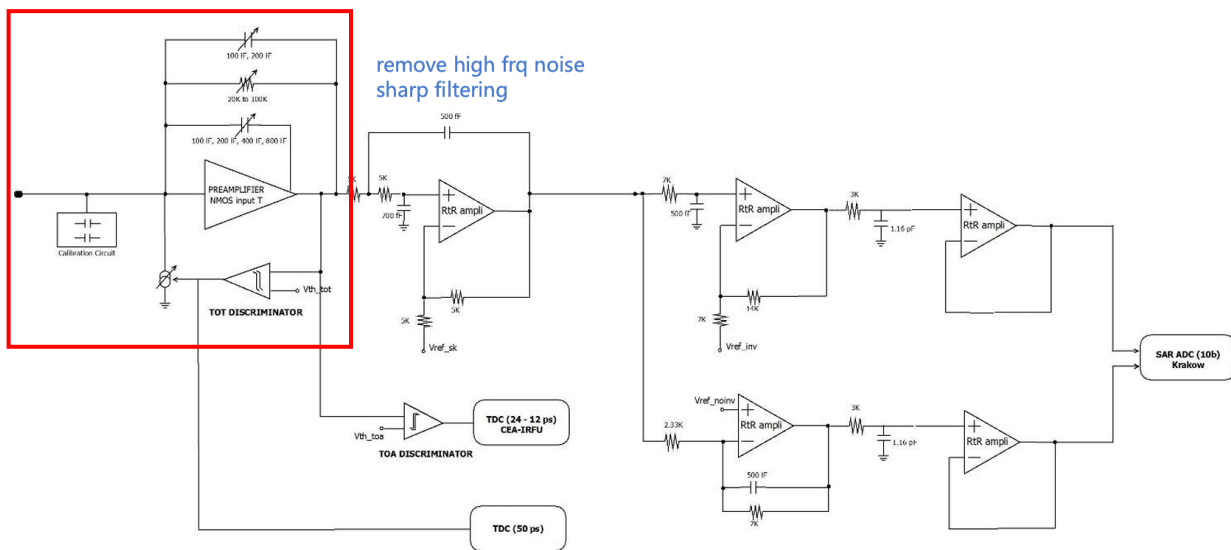 100 fF, 200 fF
20K to 100K
100 fF, 200 fF, 400 fF, 800 fF
PREAMPLIFIER
NMOS input T
Calibration Circuit
Vth_tot
TOT DISCRIMINATOR
remove high frq noise
sharp filtering
500 fF
5K
5K
700 fF
RtR ampli
5K
5K
Vref_sk
Vth_toa
TOA DISCRIMINATOR
TDC (24 - 12 ps)
CEA-IRFU
TDC (50 ps)
7K
500 fF
RtR ampli
14K
7K
Vref_inv
3K
1.16 pF
RtR ampli
Vref_noinv
2.33K
RtR ampli
500 fF
7K
3K
1.16 pF
RtR ampli
SAR ADC (10b)
Krakow